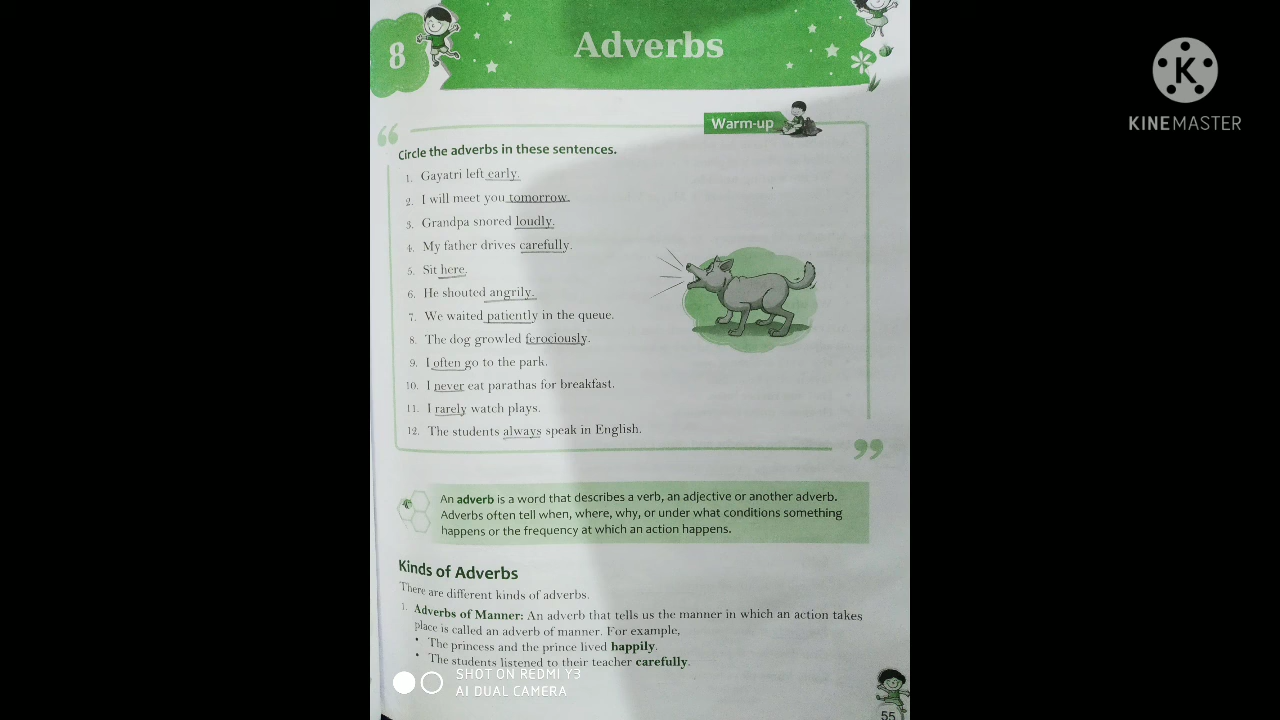 8
Adverbs
Warm-up
Circle the adverbs in these sentences.
1. Gayatri left early.
2. I will meet you tomorrow.
3. Grandpa snored loudly.
4. My father drives carefully.
5. Sit here.
6. He shouted angrily.
7. We waited patiently in the queue.
8. The dog growled ferociously.
9. I often go to the park.
10. I never eat parathas for breakfast.
11. I rarely watch plays.
12. The students always speak in English.
An adverb is a word that describes a verb, an adjective or another adverb.
Adverbs often tell when, where, why, or under what conditions something
happens or the frequency at which an action happens.
Kinds of Adverbs
There are different kinds of adverbs.
1. Adverbs of Manner: An adverb that tells us the manner in which an action takes
place is called an adverb of manner. For example,
• The princess and the prince lived happily.
• The students listened to their teacher carefully.
55
SHOT ON REDMI Y3
AI DUAL CAMERA
K
KINEMASTER